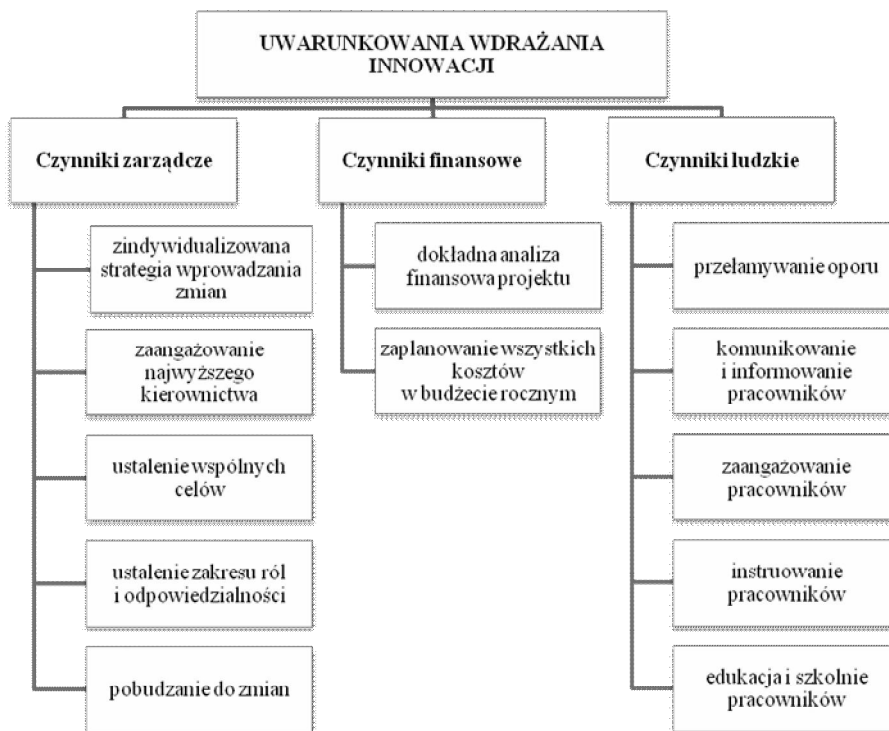 UWARUNKOWANIA WDRAŻANIA
INNOWACJI
Czynniki zarządcze
zindywidualizowana
strategia wprowadzania
zmian
zaangażowanie
najwyższego
kierownictwa
ustalenie wspólnych
celów
ustalenie zakresu ról
i odpowiedzialności
pobudzanie do zmian
Czynniki finansowe
dokładna analiza
finansowa projektu
zaplanowanie wszystkich
kosztów
w budżecie rocznym
Czynniki ludzkie
przełamywanie oporu
komunikowanie
i informowanie
pracowników
zaangażowanie
pracowników
instruowanie
pracowników
edukacja i szkolnie
pracowników